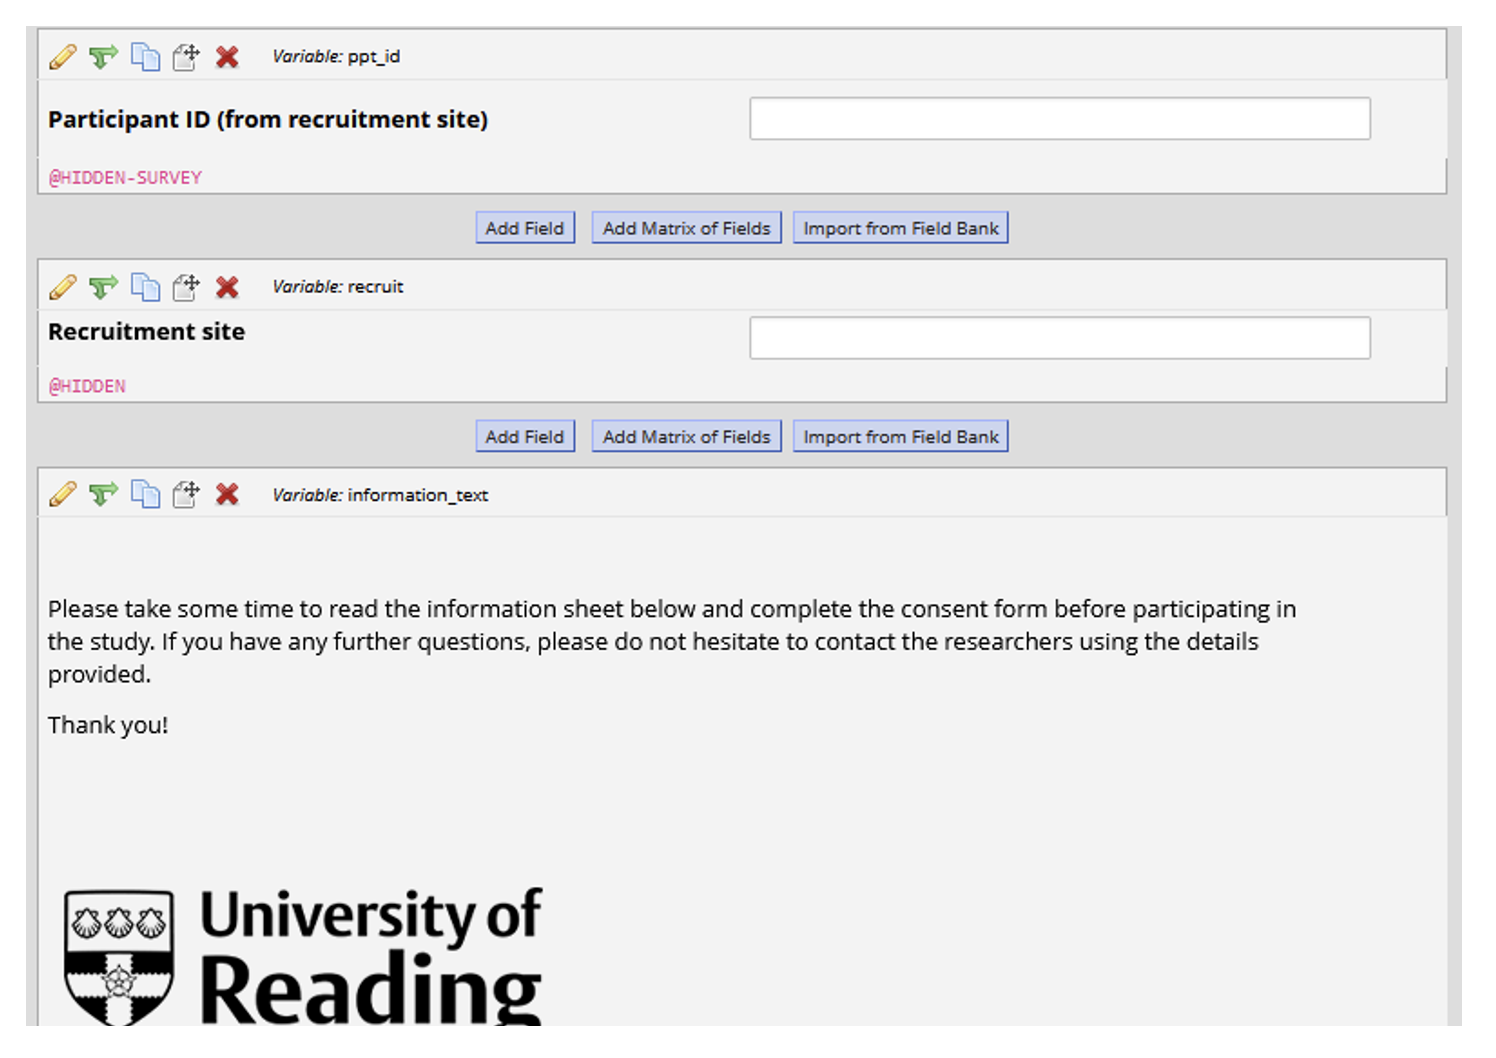 Variable: ppt_id
Participant ID (from recruitment site)
@HIDDEN-SURVEY
Add Field Add Matrix of Fields Import from Field Bank
Variable: recruit
Recruitment site
@HIDDEN
Add Field Add Matrix of Fields Import from Field Bank
Variable: information_text
Please take some time to read the information sheet below and complete the consent form before participating in
the study. If you have any further questions, please do not hesitate to contact the researchers using the details
provided.
Thank you!
University of
Reading